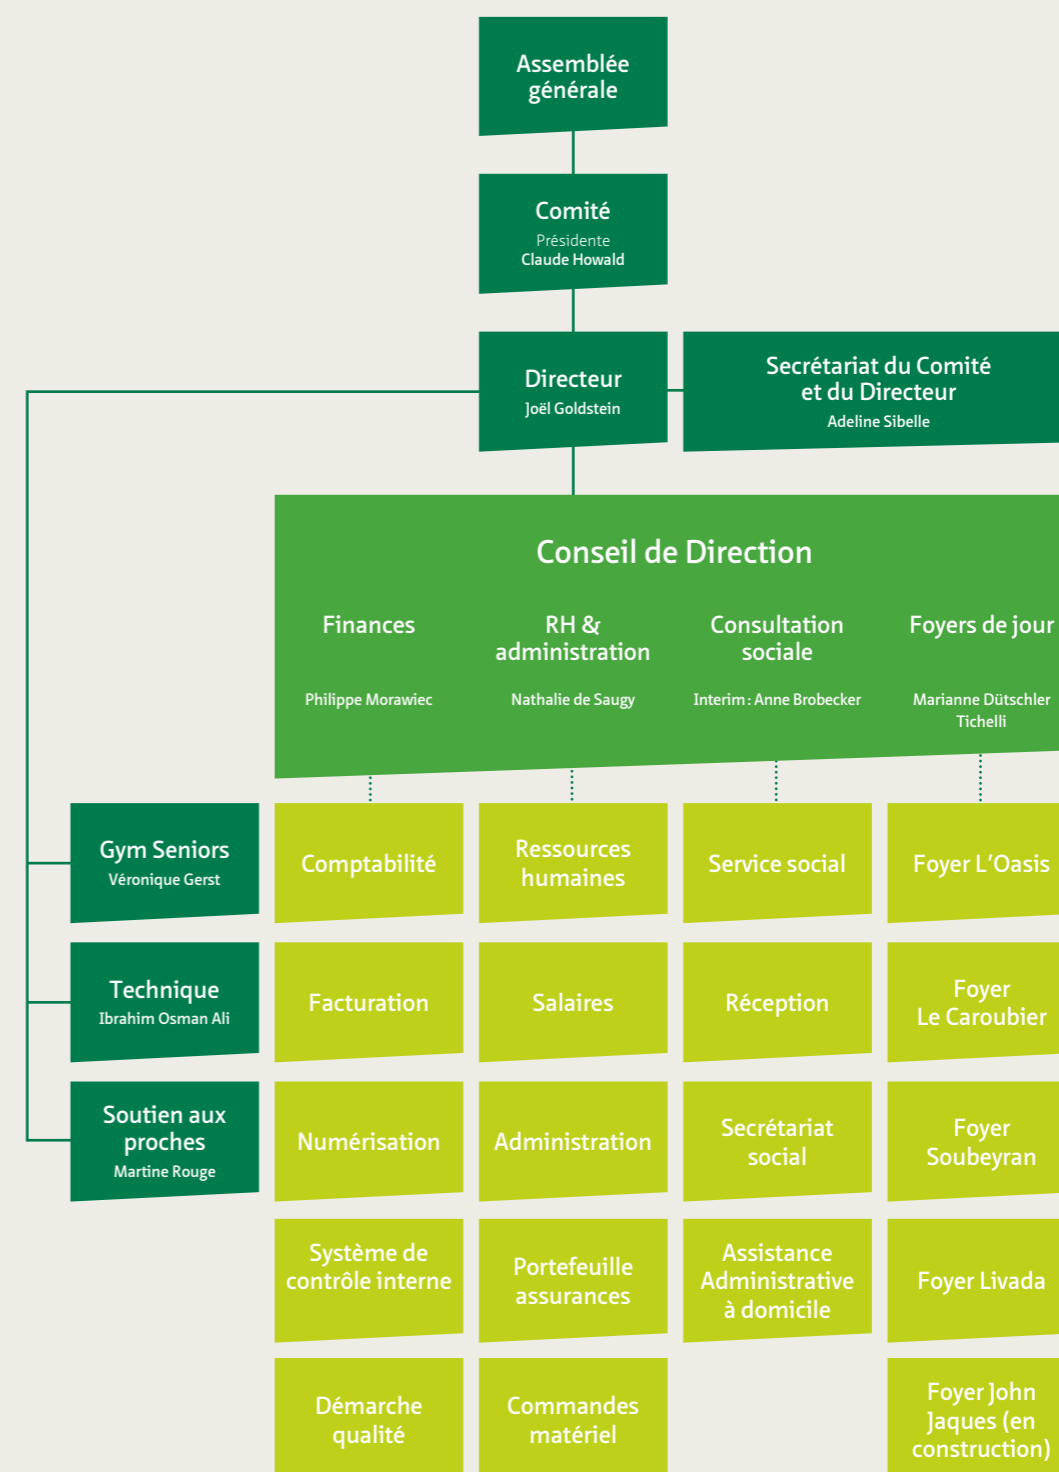 Assemblée
générale
Comité
Présidente
Claude Howald
Directeur
Joël Goldstein
Secrétariat du Comité
et du Directeur
Adeline Sibelle
Conseil de Direction
Finances
Philippe Morawiec
RH &
administration
Nathalie de Saugy
Consultation
sociale
Interim : Anne Brobecker
Foyers de jour
Marianne Dütschler
Tichelli
Gym Seniors
Véronique Gerst
Comptabilité
Ressources
humaines
Service social
Foyer L’Oasis
Technique
Ibrahim Osman Ali
Facturation
Salaires
Réception
Foyer
Le Caroubier
Soutien aux
proches
Martine Rouge
Numérisation
Administration
Secrétariat
social
Foyer
Soubeyran
Système de
contrôle interne
Portefeuille
assurances
Assistance
Administrative
à domicile
Foyer Livada
Démarche
qualité
Commandes
matériel
Foyer John
Jaques (en
construction)